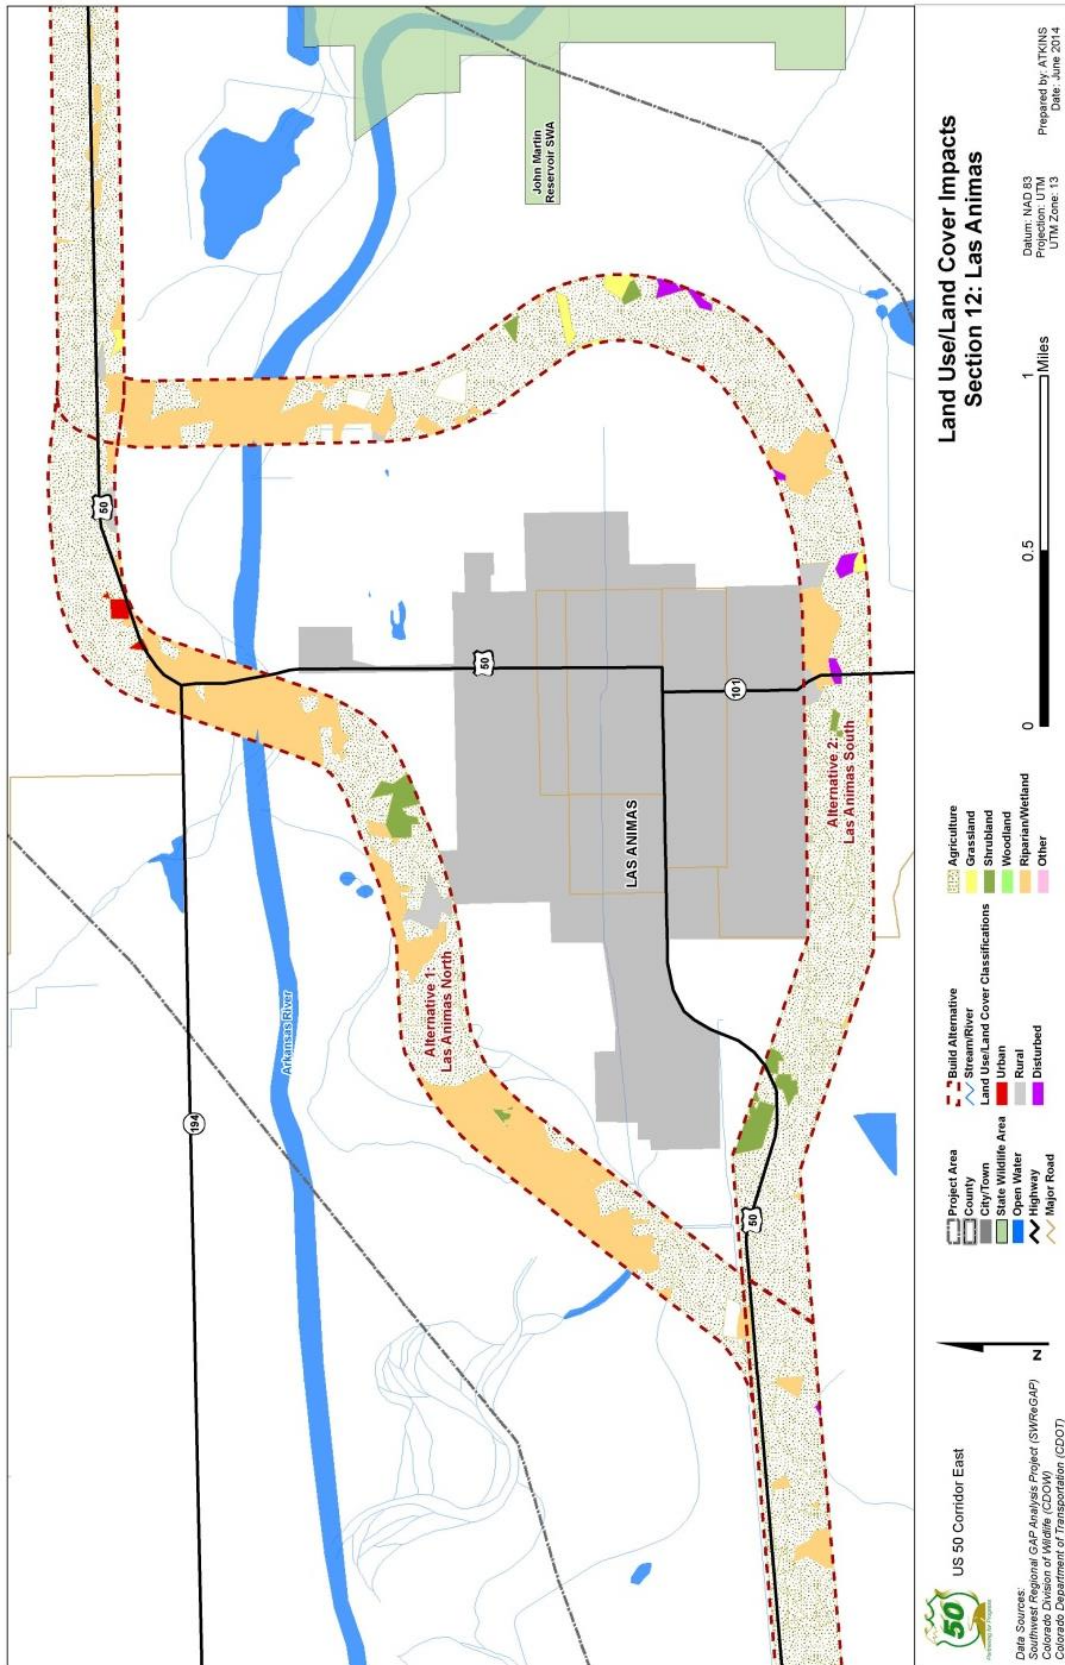 John Martin
Reservoir SWA
50
50
101
194
Arkansas River
LAS ANIMAS
Alternative 1:
Las Animas North
Alternative 2:
Las Animas South
50
50
Partnering for Progress
US 50 Corridor East
Data Sources:
Southwest Regional GAP Analysis Project (SWReGAP)
Colorado Division of Wildlife (CDOW)
Colorado Department of Transportation (CDOT)
N
Project Area
County
City/Town
State Wildlife Area
Open Water
Highway
Major Road
Build Alternative
Stream/River
Land Use/Land Cover Classifications
Urban
Rural
Disturbed
Agriculture
Grassland
Shrubland
Woodland
Riparian/Wetland
Other
0 0.5 1
Miles
Land Use/Land Cover Impacts
Section 12: Las Animas
Datum: NAD 83
Projection: UTM
UTM Zone: 13
Prepared by: ATKINS
Date: June 2014